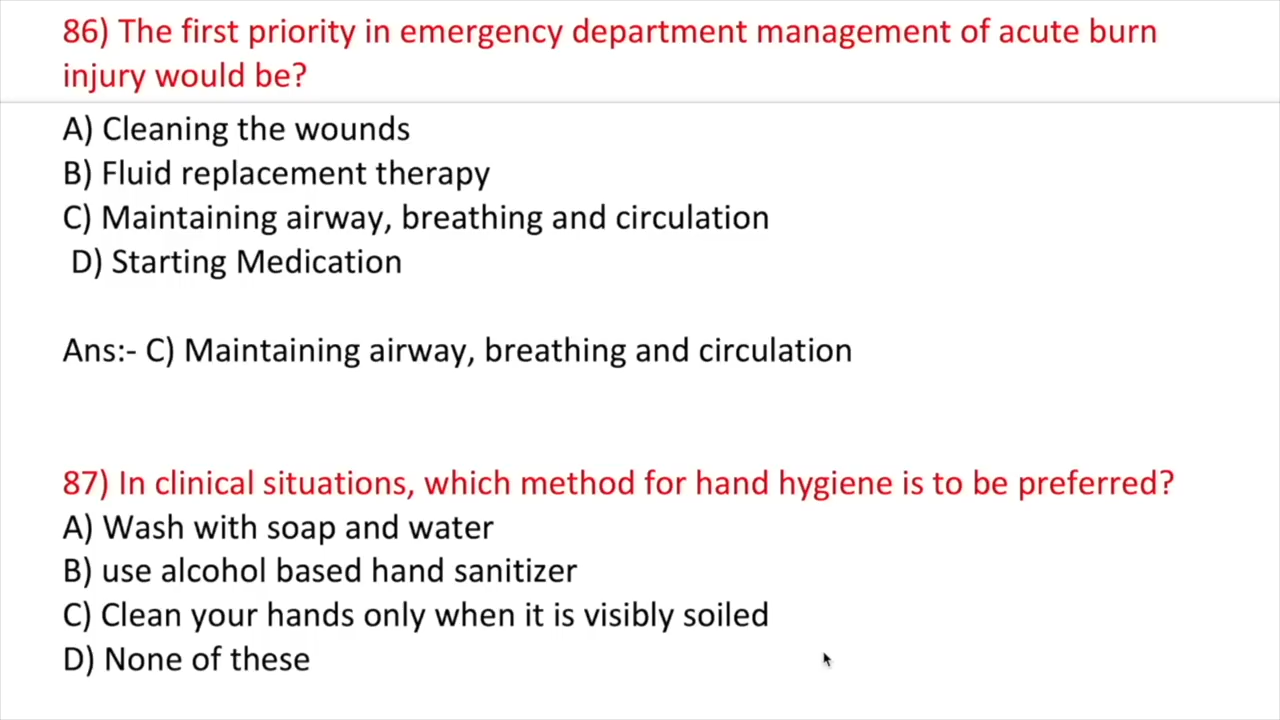 86) The first priority in emergency department management of acute burn
injury would be?
A) Cleaning the wounds
B) Fluid replacement therapy
C) Maintaining airway, breathing and circulation
D) Starting Medication
Ans:- C) Maintaining airway, breathing and circulation
87) In clinical situations, which method for hand hygiene is to be preferred?
A) Wash with soap and water
B) use alcohol based hand sanitizer
C) Clean your hands only when it is visibly soiled
D) None of these